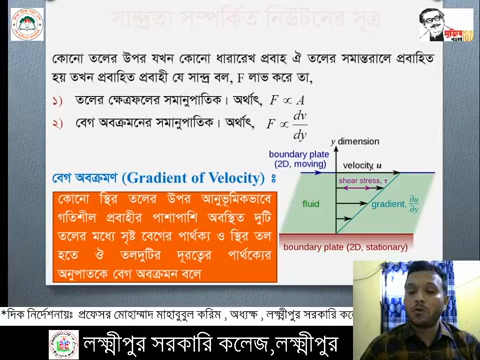 সান্দ্রতা সম্পর্কিত নিউটনের সূত্র
কোনো তলের উপর যখন কোনো ধারারেখ প্রবাহ ঐ তলের সমান্তরালে প্রবাহিত
হয় তখন প্রবাহিত প্রবাহী যে সান্দ্র বল, F লাভ করে তা,
১) তলের ক্ষেত্রফলের সমানুপাতিক। অর্থাৎ, F ∝ A
২) বেগ অবক্রমনের সমানুপাতিক। অর্থাৎ, F ∝ dv/dy
বেগ অবক্রমণ (Gradient of Velocity) ঃ
কোনো স্থির তলের উপর আনুভূমিকভাবে
গতিশীল প্রবাহীর পাশাপাশি অবস্থিত দুটি
তলের মধ্যে সৃষ্ট বেগের পার্থক্য ও স্থির তল
হতে ঔ তলদুটির দূরত্বের পার্থক্যের
অনুপাতকে বেগ অবক্রমন বলে
y dimension
boundary plate
(2D, moving)
velocity, u
shear stress, τ
fluid
gradient, ∂u/∂y
boundary plate (2D, stationary)
*দিক নির্দেশনায়ঃ প্রফেসর মোহাম্মাদ মাহাবুবুল করিম , অধ্যক্ষ , লক্ষ্মীপুর সরকারি কলে
লক্ষ্মীপুর সরকারি কলেজ,লক্ষ্মীপুর